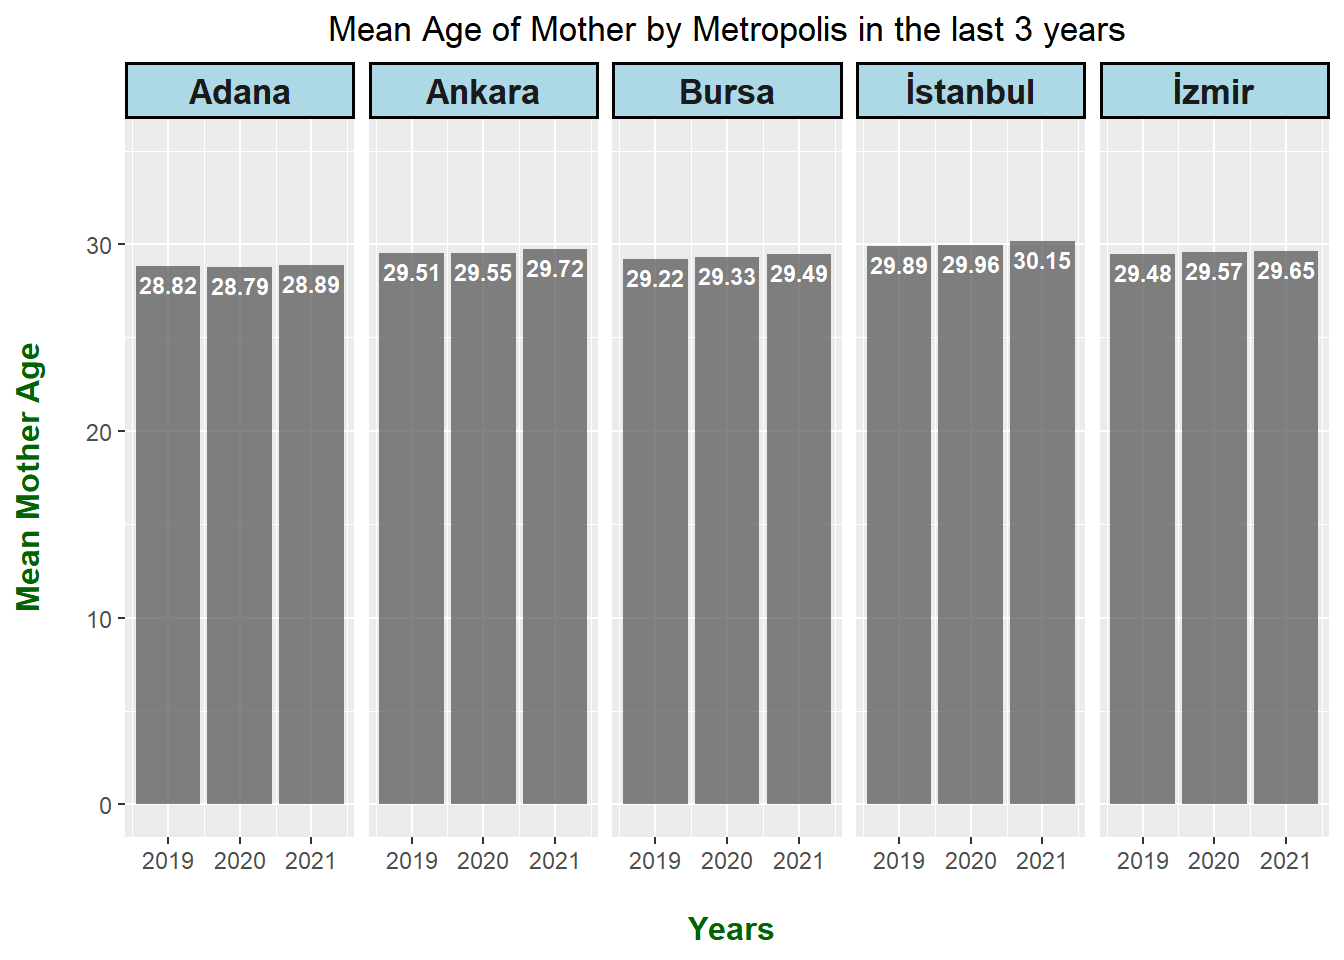 Mean Age of Mother by Metropolis in the last 3 years
Adana Ankara Bursa İstanbul İzmir
Mean Mother Age
30
20
10
0
28.82 28.79 28.89 29.51 29.55 29.72 29.22 29.33 29.49 29.89 29.96 30.15 29.48 29.57 29.65
2019 2020 2021 2019 2020 2021 2019 2020 2021 2019 2020 2021 2019 2020 2021
Years